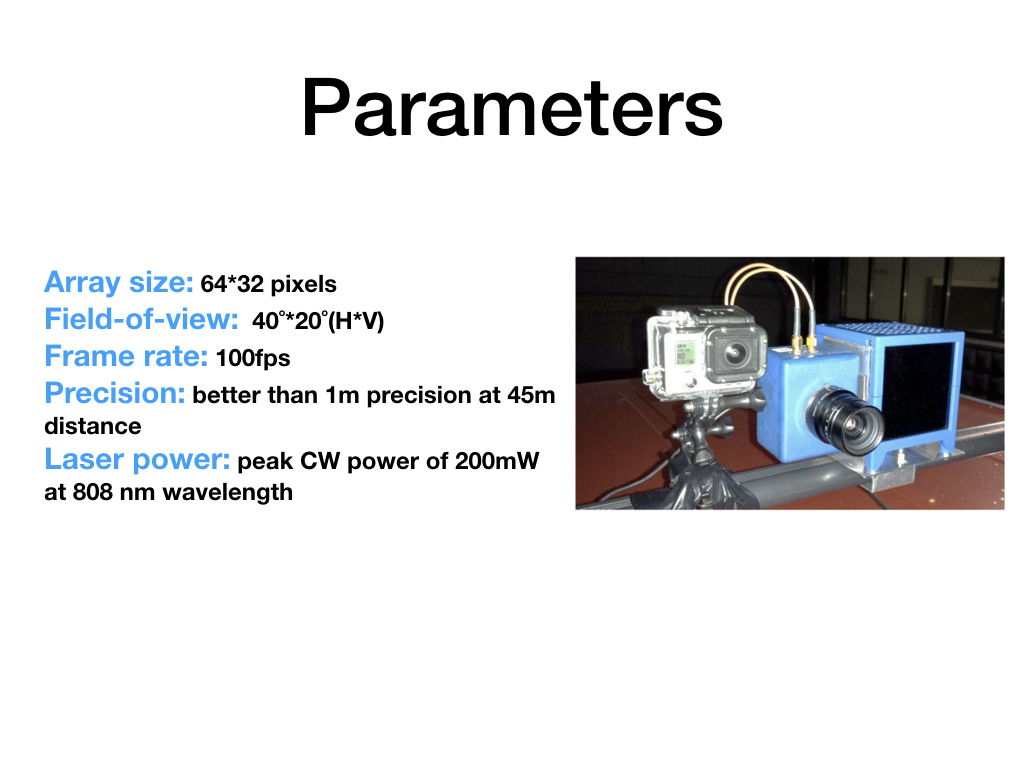 Parameters
Array size: 64*32 pixels
Field-of-view:  40˚*20˚(H*V)
Frame rate: 100fps
Precision: better than 1m precision at 45m
distance
Laser power: peak CW power of 200mW
at 808 nm wavelength